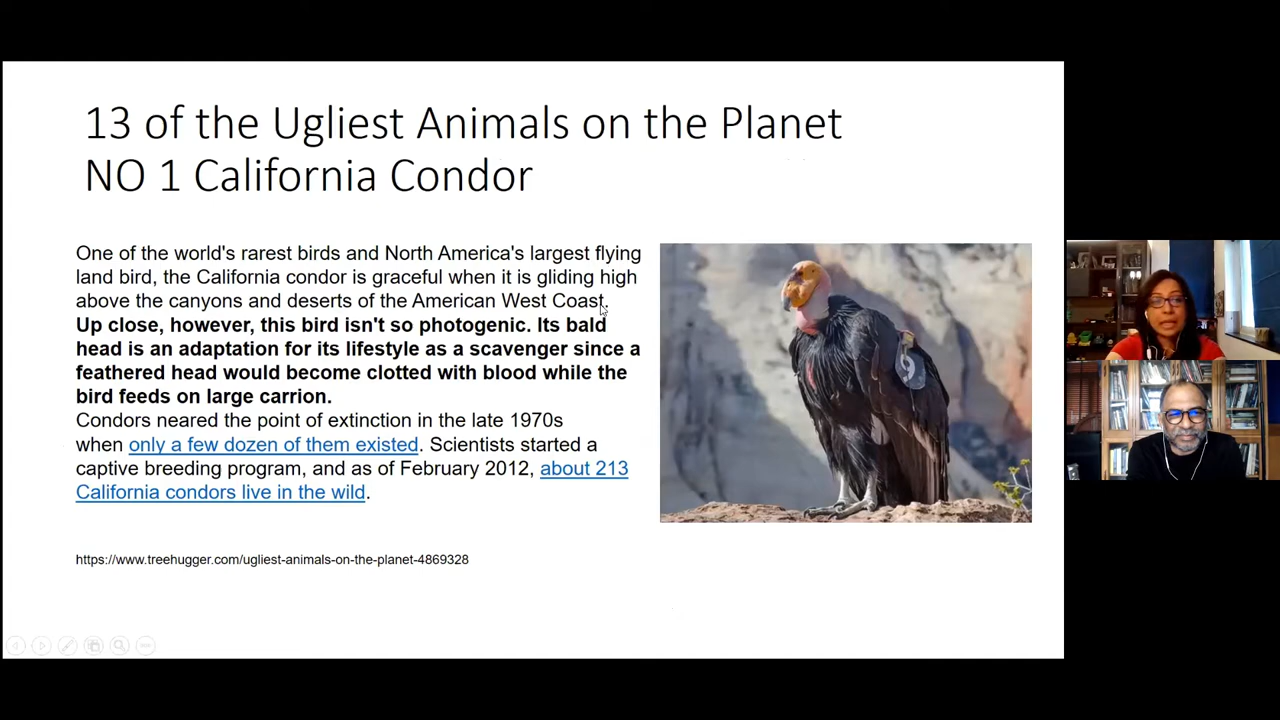 13 of the Ugliest Animals on the Planet
NO 1 California Condor
One of the world's rarest birds and North America's largest flying
land bird, the California condor is graceful when it is gliding high
above the canyons and deserts of the American West Coast.
Up close, however, this bird isn't so photogenic. Its bald
head is an adaptation for its lifestyle as a scavenger since a
feathered head would become clotted with blood while the
bird feeds on large carrion.
Condors neared the point of extinction in the late 1970s
when only a few dozen of them existed. Scientists started a
captive breeding program, and as of February 2012, about 213
California condors live in the wild.
https://www.treehugger.com/ugliest-animals-on-the-planet-4869328